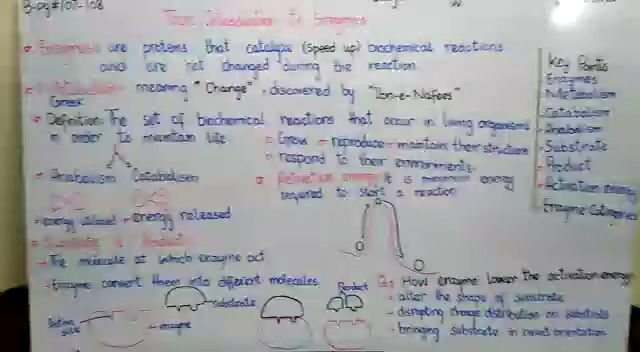 B-pg#107-108
Topic: Introduction To Enzymes
Enzymes:- are proteins that catalyze (speed up) biochemical reactions
and are not changed during the reaction.
Metabolism:- meaning "Change", discovered by "Ibn-e-Nafees"
Greek
Definition: The set of biochemical reactions that occur in living organisms
in order to maintain life
Grow - reproduce - maintain their structure
respond to their environments.
Anabolism Catabolism
energy utilized - energy released
Activation energy: It is minimum energy
required to start a reaction
Substrate & Product
The molecule at which enzyme act
Enzyme convert them into different molecules
substrate
Product
Active site
enzyme
Q: How enzyme lower the activation energy
- alter the shape of substrate
- disrupting charge distribution on substrate
- bringing substrate in orientation
Key Points
Enzymes
Metabolism
Catabolism
Anabolism
Substrate
Product
Activation energy
Enzyme Categories